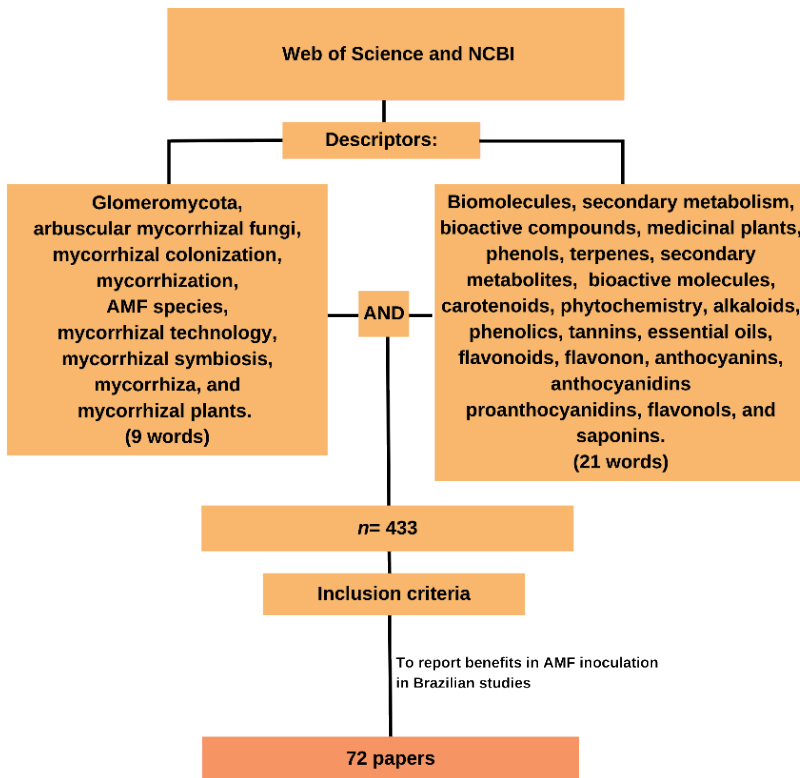 Web of Science and NCBI
Descriptors:
Glomeromycota,
arbuscular mycorrhizal fungi,
mycorrhizal colonization,
mycorrhization,
AMF species,
mycorrhizal technology,
mycorrhizal symbiosis,
mycorrhiza, and
mycorrhizal plants.
(9 words)
AND
Biomolecules, secondary metabolism,
bioactive compounds, medicinal plants,
phenols, terpenes, secondary
metabolites, bioactive molecules,
carotenoids, phytochemistry, alkaloids,
phenolics, tannins, essential oils,
flavonoids, flavonon, anthocyanins,
anthocyanidins
proanthocyanidins, flavonols, and
saponins.
(21 words)
n= 433
Inclusion criteria
To report benefits in AMF inoculation
in Brazilian studies
72 papers